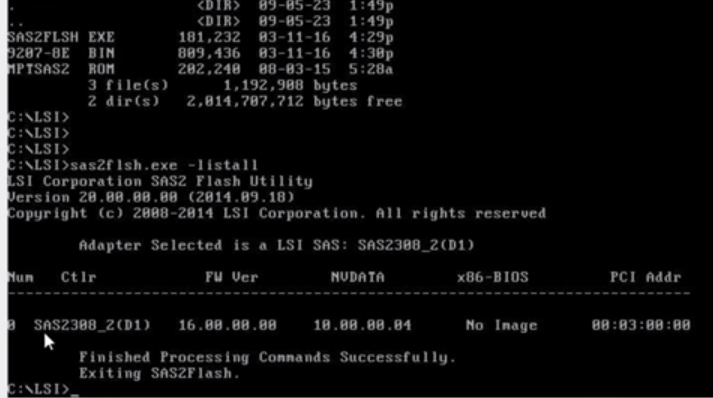 . <DIR> 09-05-23 1:49p
.. <DIR> 09-05-23 1:49p
SAS2FLSH EXE 181,232 03-11-16 4:29p
9207-8E BIN 809,436 03-11-16 4:30p
MPTSAS2 ROM 202,240 08-03-15 5:28a
3 file(s) 1,192,908 bytes
2 dir(s) 2,014,707,712 bytes free
C:\LSI>
C:\LSI>
C:\LSI>
C:\LSI>sas2flsh.exe -listall
LSI Corporation SAS2 Flash Utility
Version 20.00.00.00 (2014.09.18)
Copyright (c) 2008-2014 LSI Corporation. All rights reserved
Adapter Selected is a LSI SAS: SAS2308_2(D1)
Num Ctlr FW Ver NVDATA x86-BIOS PCI Addr
----------------------------------------------------------------------------
0 SAS2308_2(D1) 16.00.00.00 10.00.00.04 No Image 00:03:00:00
Finished Processing Commands Successfully.
Exiting SAS2Flash.
C:\LSI>_